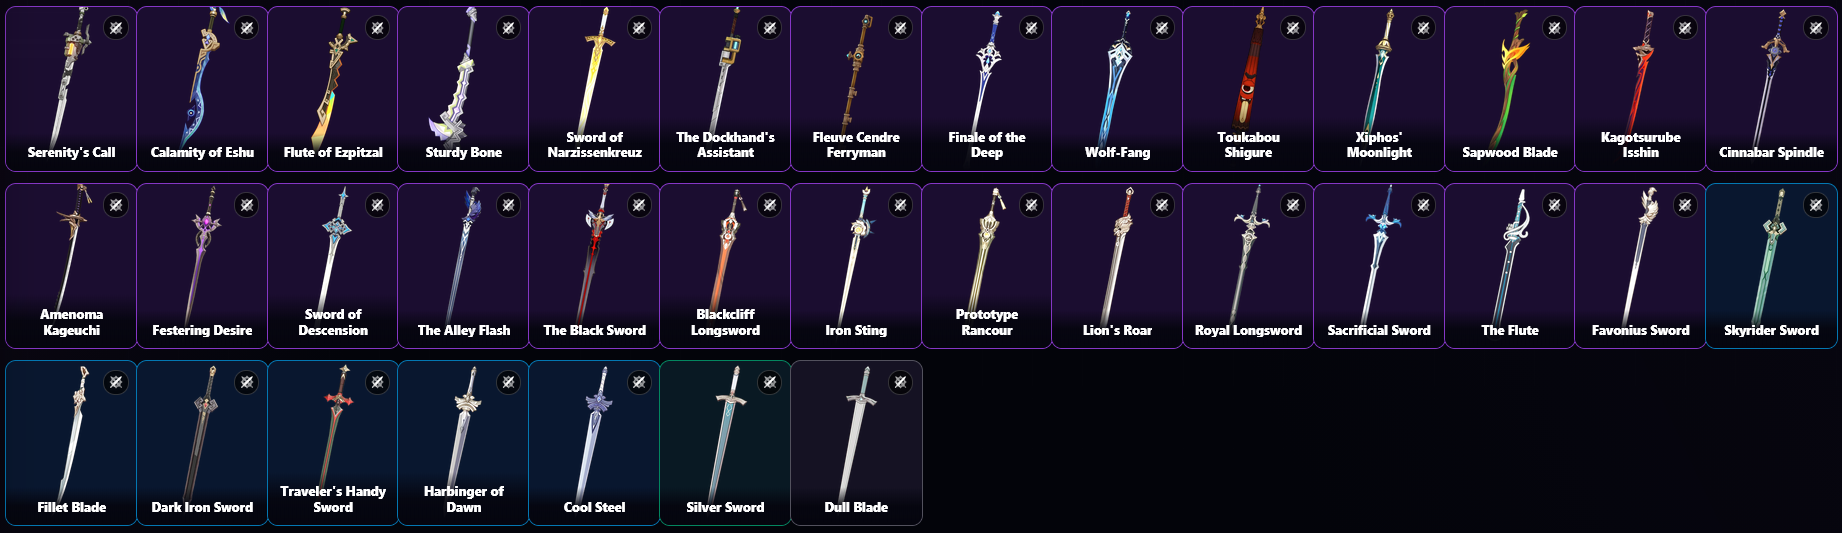 Serenity's Call
Calamity of Eshu
Flute of Ezpitzal
Sturdy Bone
Sword of
Narzissenkreuz
The Dockhand's
Assistant
Fleuve Cendre
Ferryman
Finale of the
Deep
Wolf-Fang
Toukabou
Shigure
Xiphos'
Moonlight
Sapwood Blade
Kagotsurube
Isshin
Cinnabar Spindle
Amenoma
Kageuchi
Festering Desire
Sword of
Descension
The Alley Flash
The Black Sword
Blackcliff
Longsword
Iron Sting
Prototype
Rancour
Lion's Roar
Royal Longsword
Sacrificial Sword
The Flute
Favonius Sword
Skyrider Sword
Fillet Blade
Dark Iron Sword
Traveler's Handy
Sword
Harbinger of
Dawn
Cool Steel
Silver Sword
Dull Blade